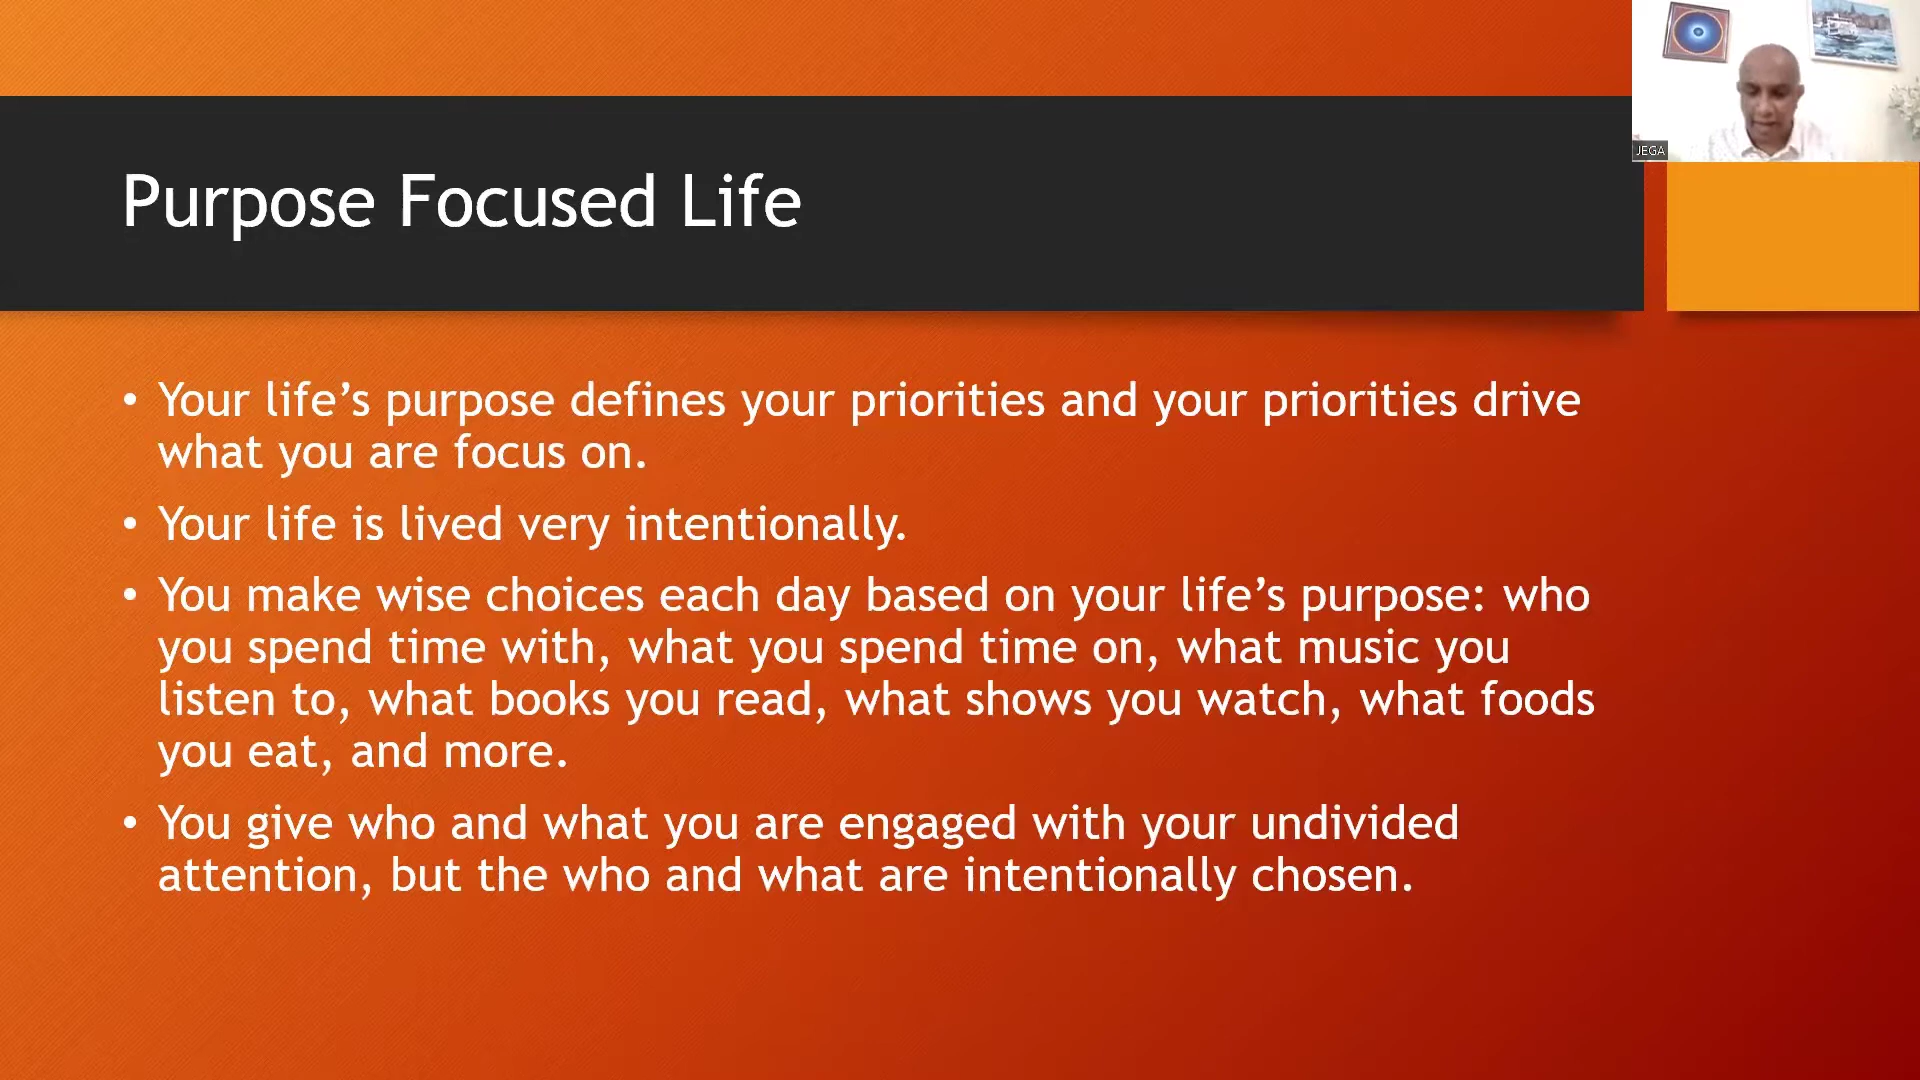 JEGA
Purpose Focused Life
• Your life’s purpose defines your priorities and your priorities drive
what you are focus on.
• Your life is lived very intentionally.
• You make wise choices each day based on your life’s purpose: who
you spend time with, what you spend time on, what music you
listen to, what books you read, what shows you watch, what foods
you eat, and more.
• You give who and what you are engaged with your undivided
attention, but the who and what are intentionally chosen.